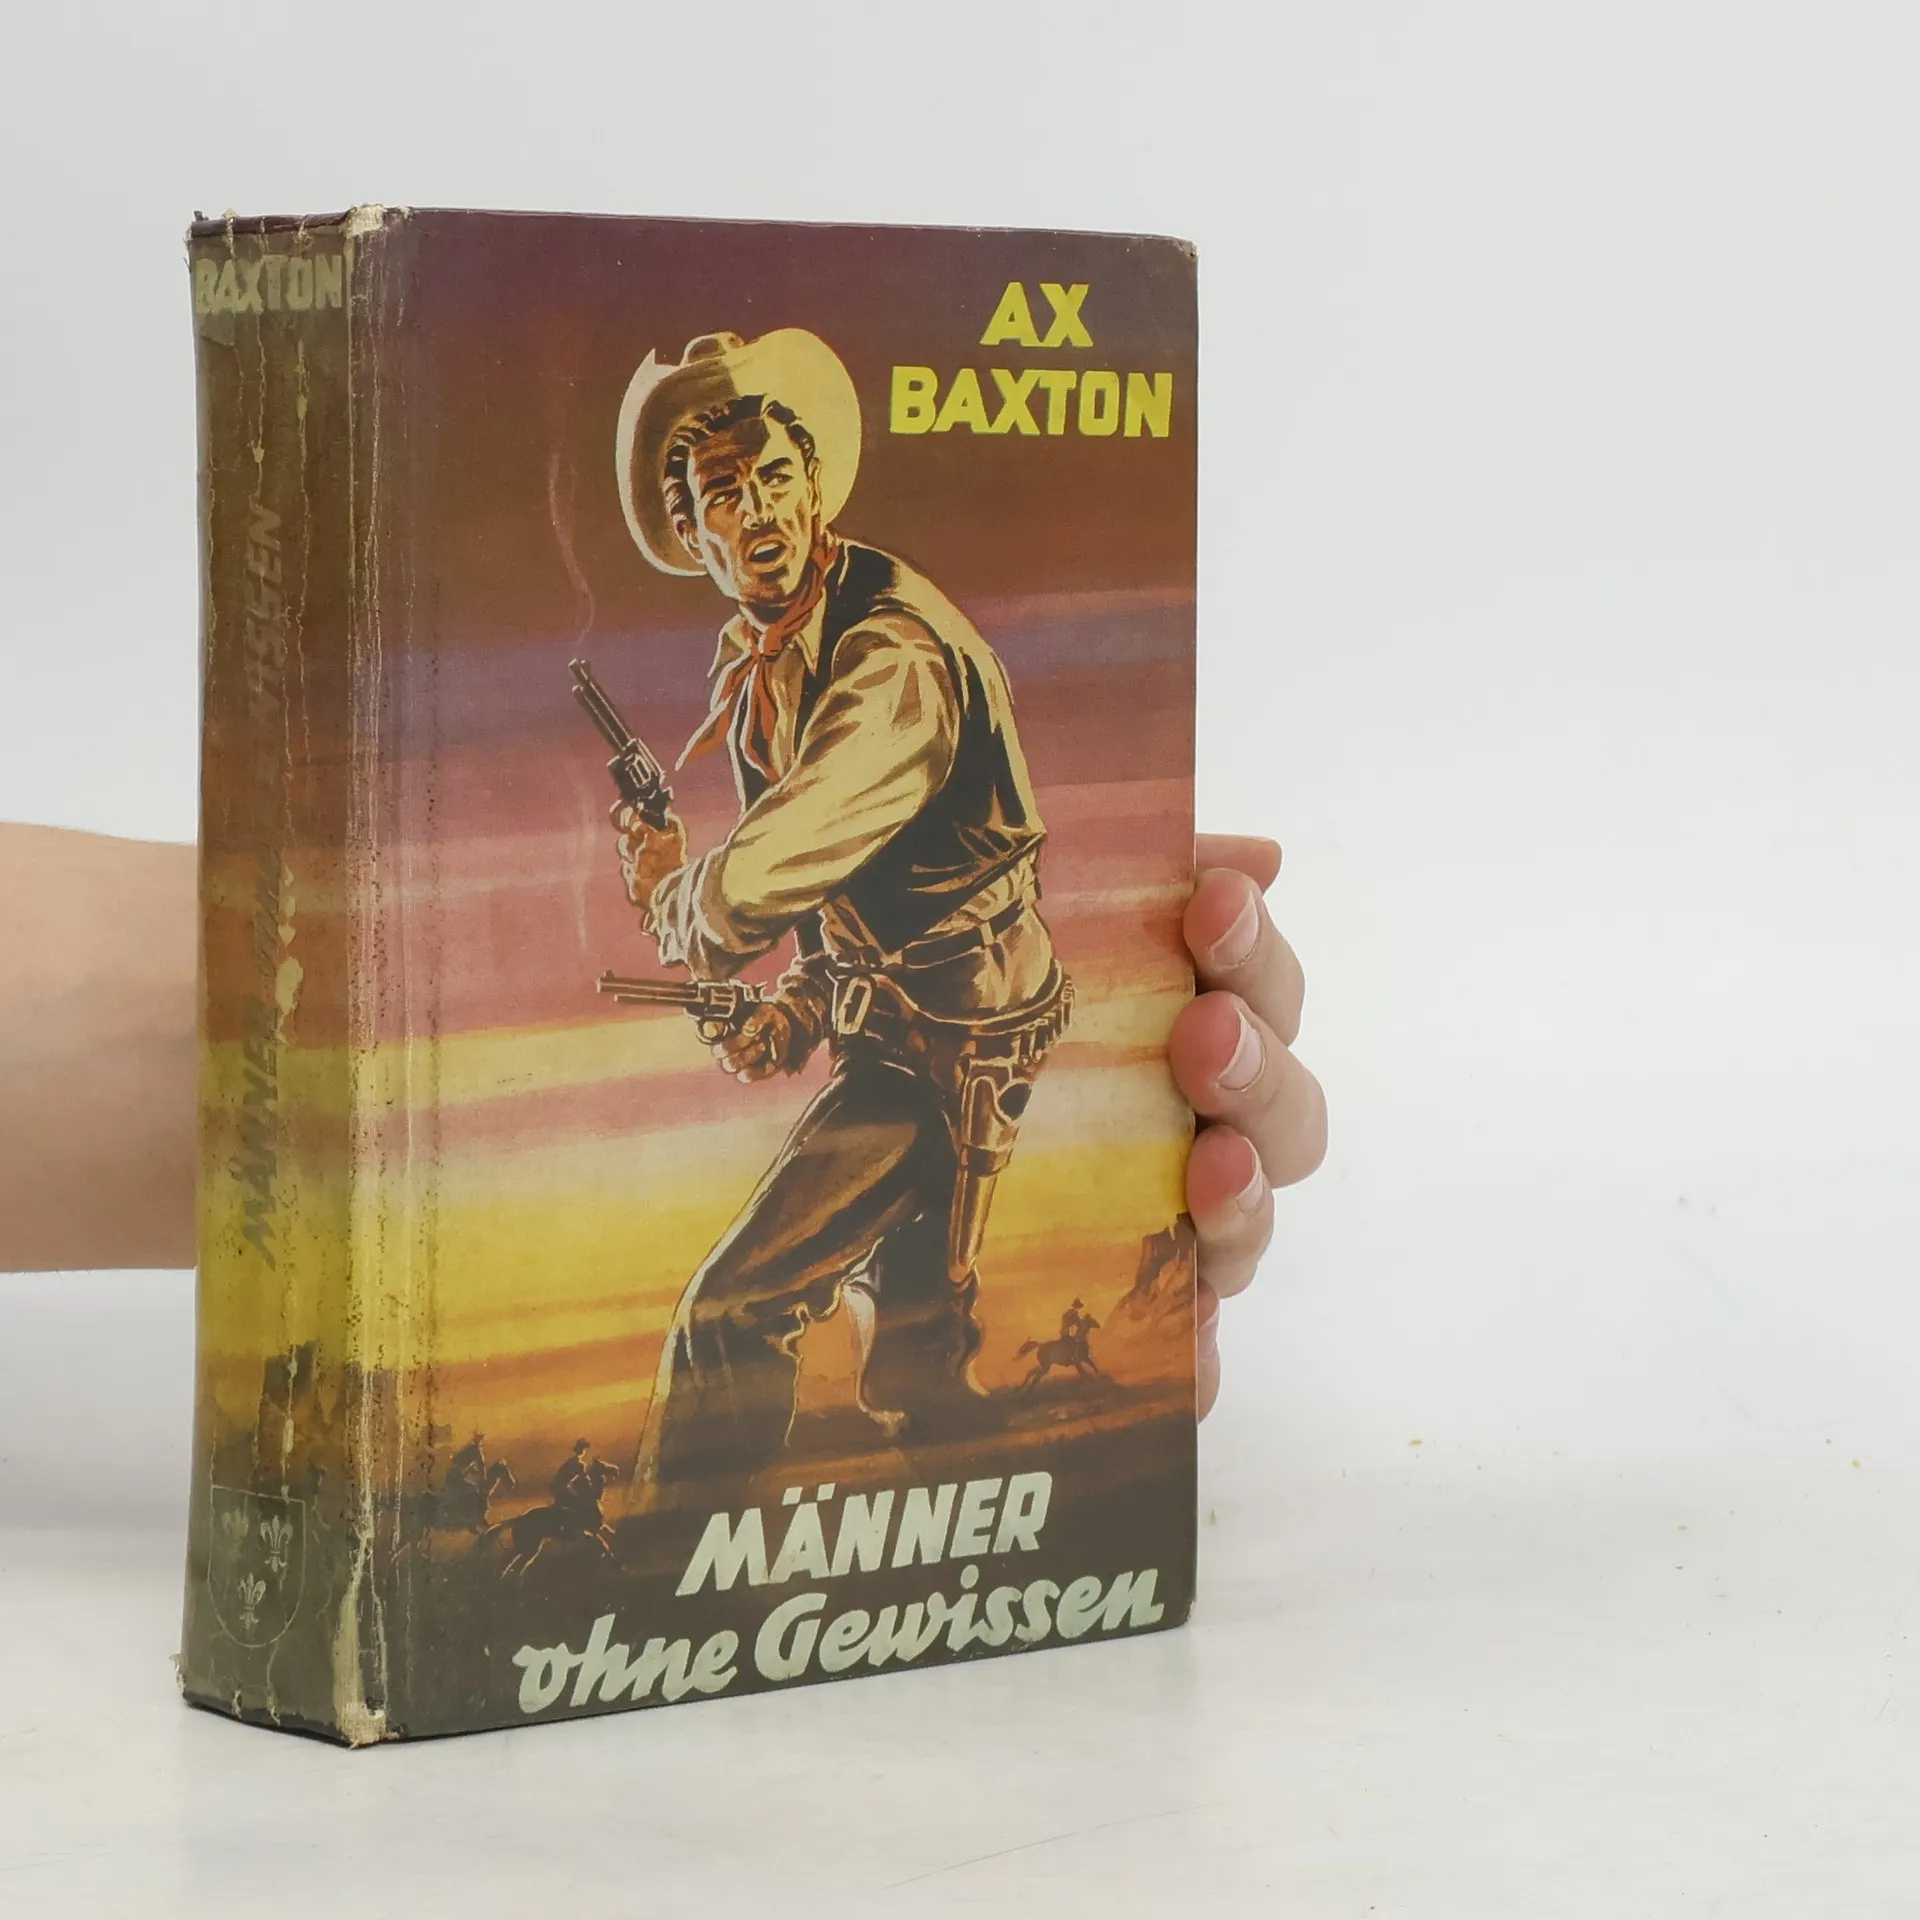 BAXTON
MÄNNER ohne GEWISSEN
AX
BAXTON
MÄNNER
ohne Gewissen